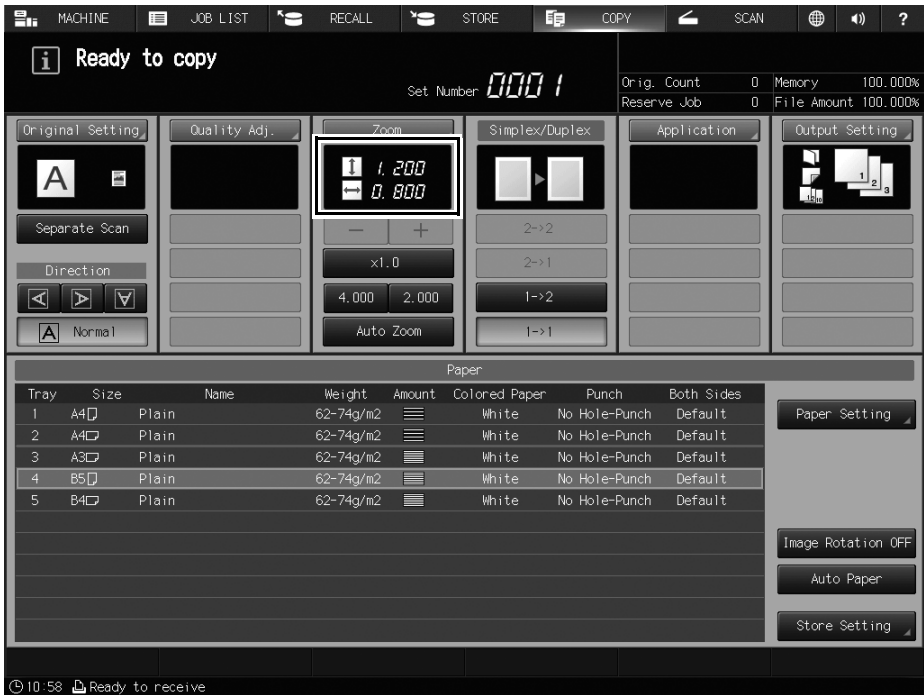 MACHINE JOB LIST RECALL STORE COPY SCAN ?
i Ready to copy
Set Number 0001
Orig. Count 0 Memory 100.000%
Reserve Job 0 File Amount 100.000%
Original Setting Quality Adj. Zoom Simplex/Duplex Application Output Setting
A 1.200 1 2 3
0.800
Separate Scan - + 2->2
Direction ×1.0 2->1
A A A 4.000 2.000 1->2
A Normal Auto Zoom 1->1
Paper
Tray Size Name Weight Amount Colored Paper Punch Both Sides
1 A4 Plain 62-74g/m2 White No Hole-Punch Default Paper Setting
2 A4 Plain 62-74g/m2 White No Hole-Punch Default
3 A3 Plain 62-74g/m2 White No Hole-Punch Default
4 B5 Plain 62-74g/m2 White No Hole-Punch Default
5 B4 Plain 62-74g/m2 White No Hole-Punch Default
Image Rotation OFF
Auto Paper
Store Setting
10:58 Ready to receive